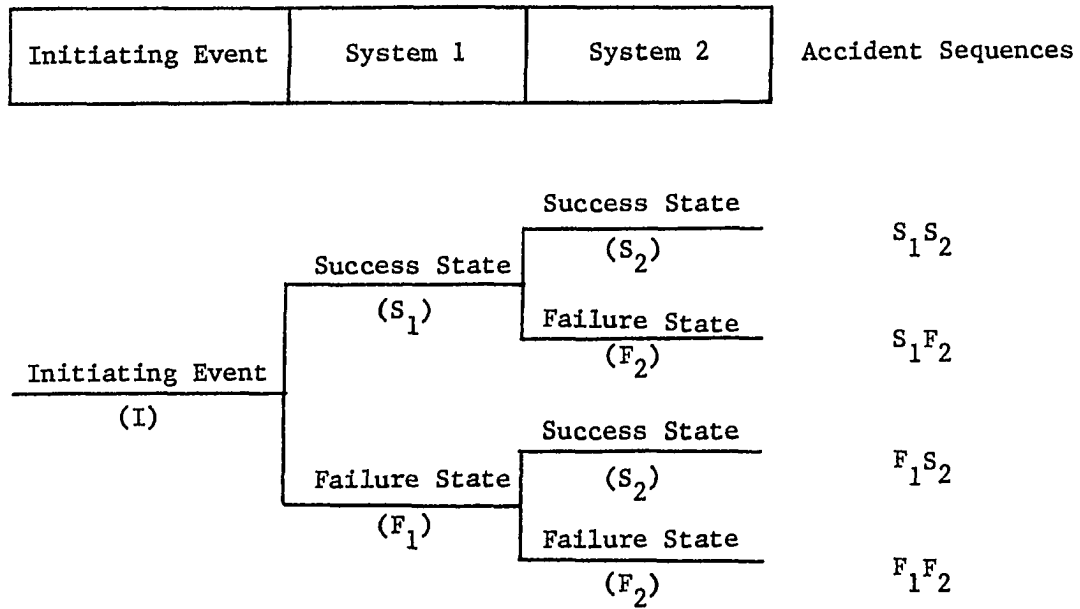 Initiating Event System 1 System 2 Accident Sequences
Success State
(S2) S1S2
Success State
(S1)
Failure State
(F2) S1F2
Initiating Event
(I)
Success State
(S2) F1S2
Failure State
(F1)
Failure State
(F2) F1F2